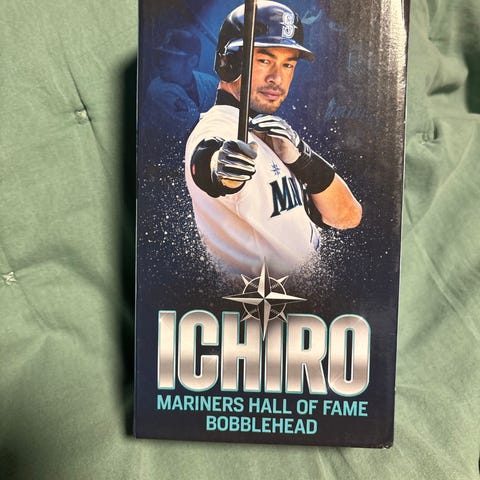 S
M
ICHIRO
MARINERS HALL OF FAME
BOBBLEHEAD